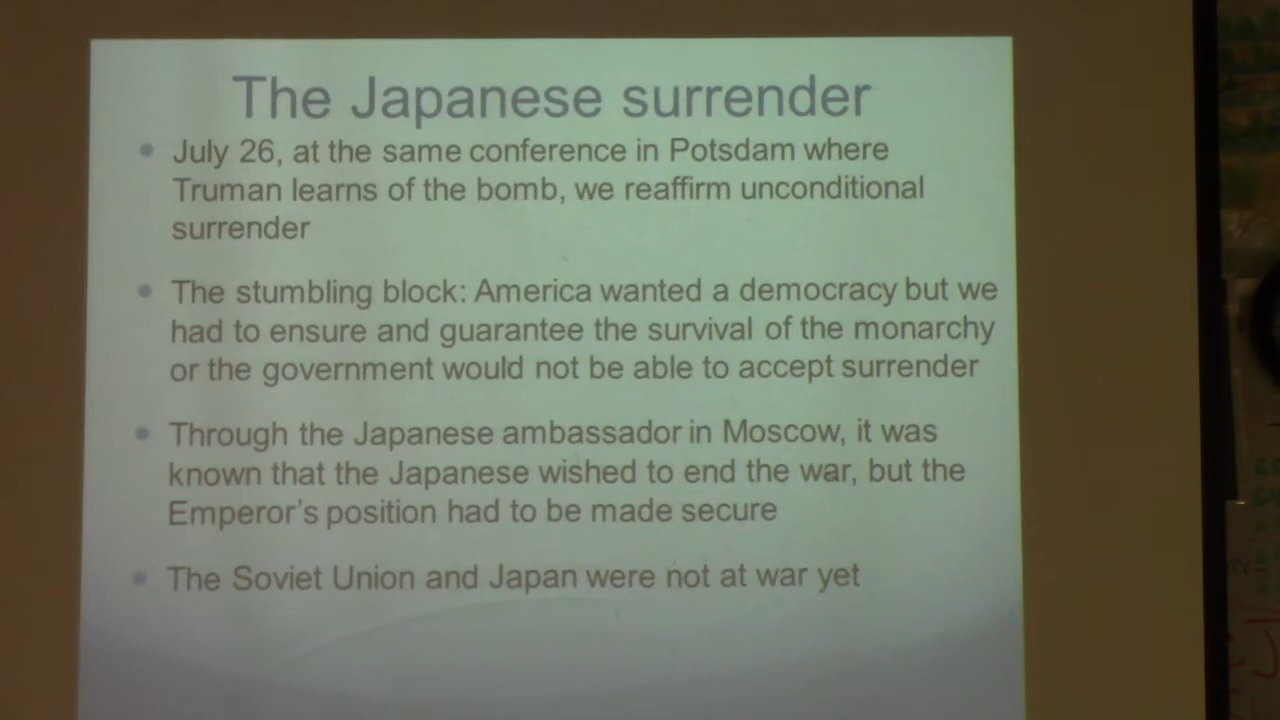 The Japanese surrender
• July 26, at the same conference in Potsdam where
Truman learns of the bomb, we reaffirm unconditional
surrender
• The stumbling block: America wanted a democracy but we
had to ensure and guarantee the survival of the monarchy
or the government would not be able to accept surrender
• Through the Japanese ambassador in Moscow, it was
known that the Japanese wished to end the war, but the
Emperor's position had to be made secure
• The Soviet Union and Japan were not at war yet